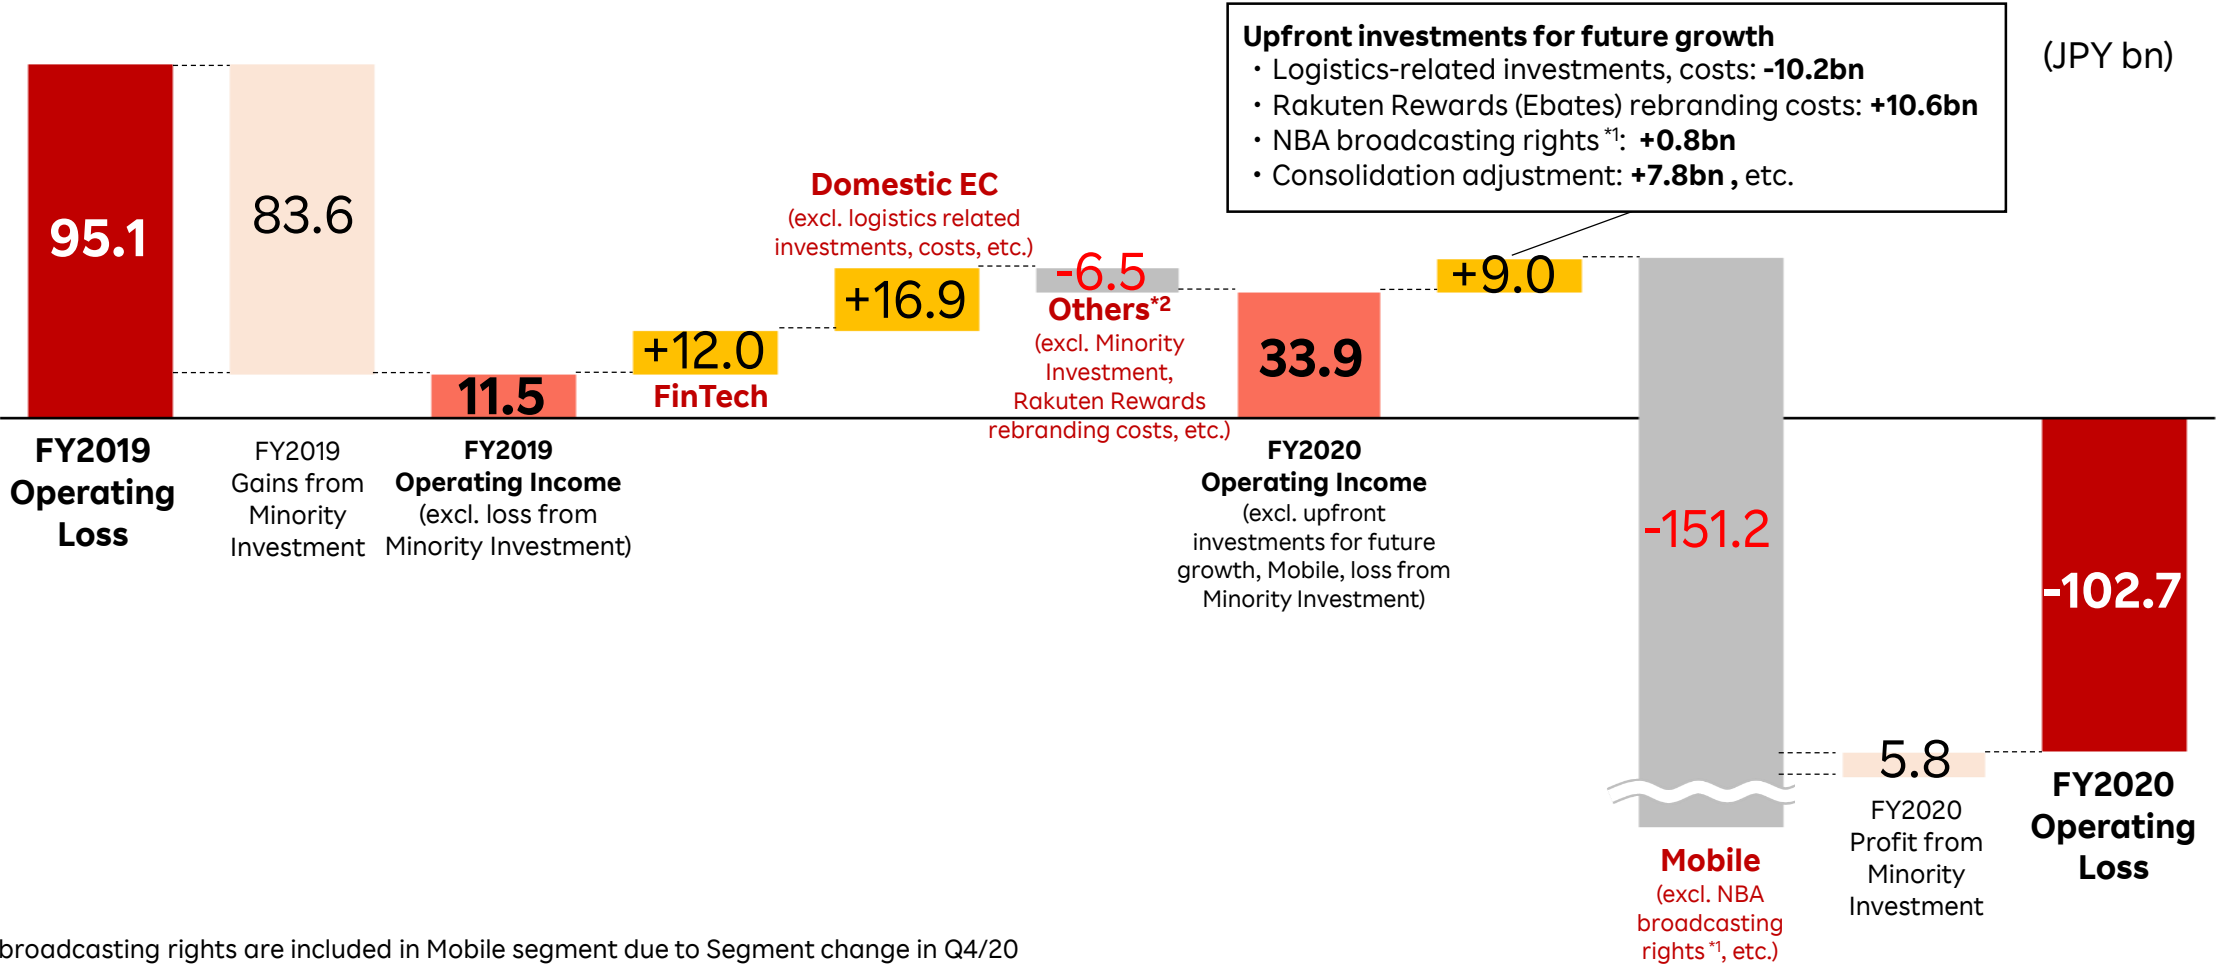 Upfront investments for future growth
・Logistics-related investments, costs: -10.2bn
・Rakuten Rewards (Ebates) rebranding costs: +10.6bn
・NBA broadcasting rights *1: +0.8bn
・Consolidation adjustment: +7.8bn , etc.
(JPY bn)
95.1
83.6
11.5
+12.0
FinTech
Domestic EC
(excl. logistics related
investments, costs, etc.)
+16.9
-6.5
Others*2
(excl. Minority
Investment,
Rakuten Rewards
rebranding costs, etc.)
33.9
+9.0
-151.2
5.8
-102.7
FY2019
Operating
Loss
FY2019
Gains from
Minority
Investment
FY2019
Operating Income
(excl. loss from
Minority Investment)
FY2020
Operating Income
(excl. upfront
investments for future
growth, Mobile, loss from
Minority Investment)
Mobile
(excl. NBA
broadcasting
rights *1, etc.)
FY2020
Profit from
Minority
Investment
FY2020
Operating
Loss
broadcasting rights are included in Mobile segment due to Segment change in Q4/20